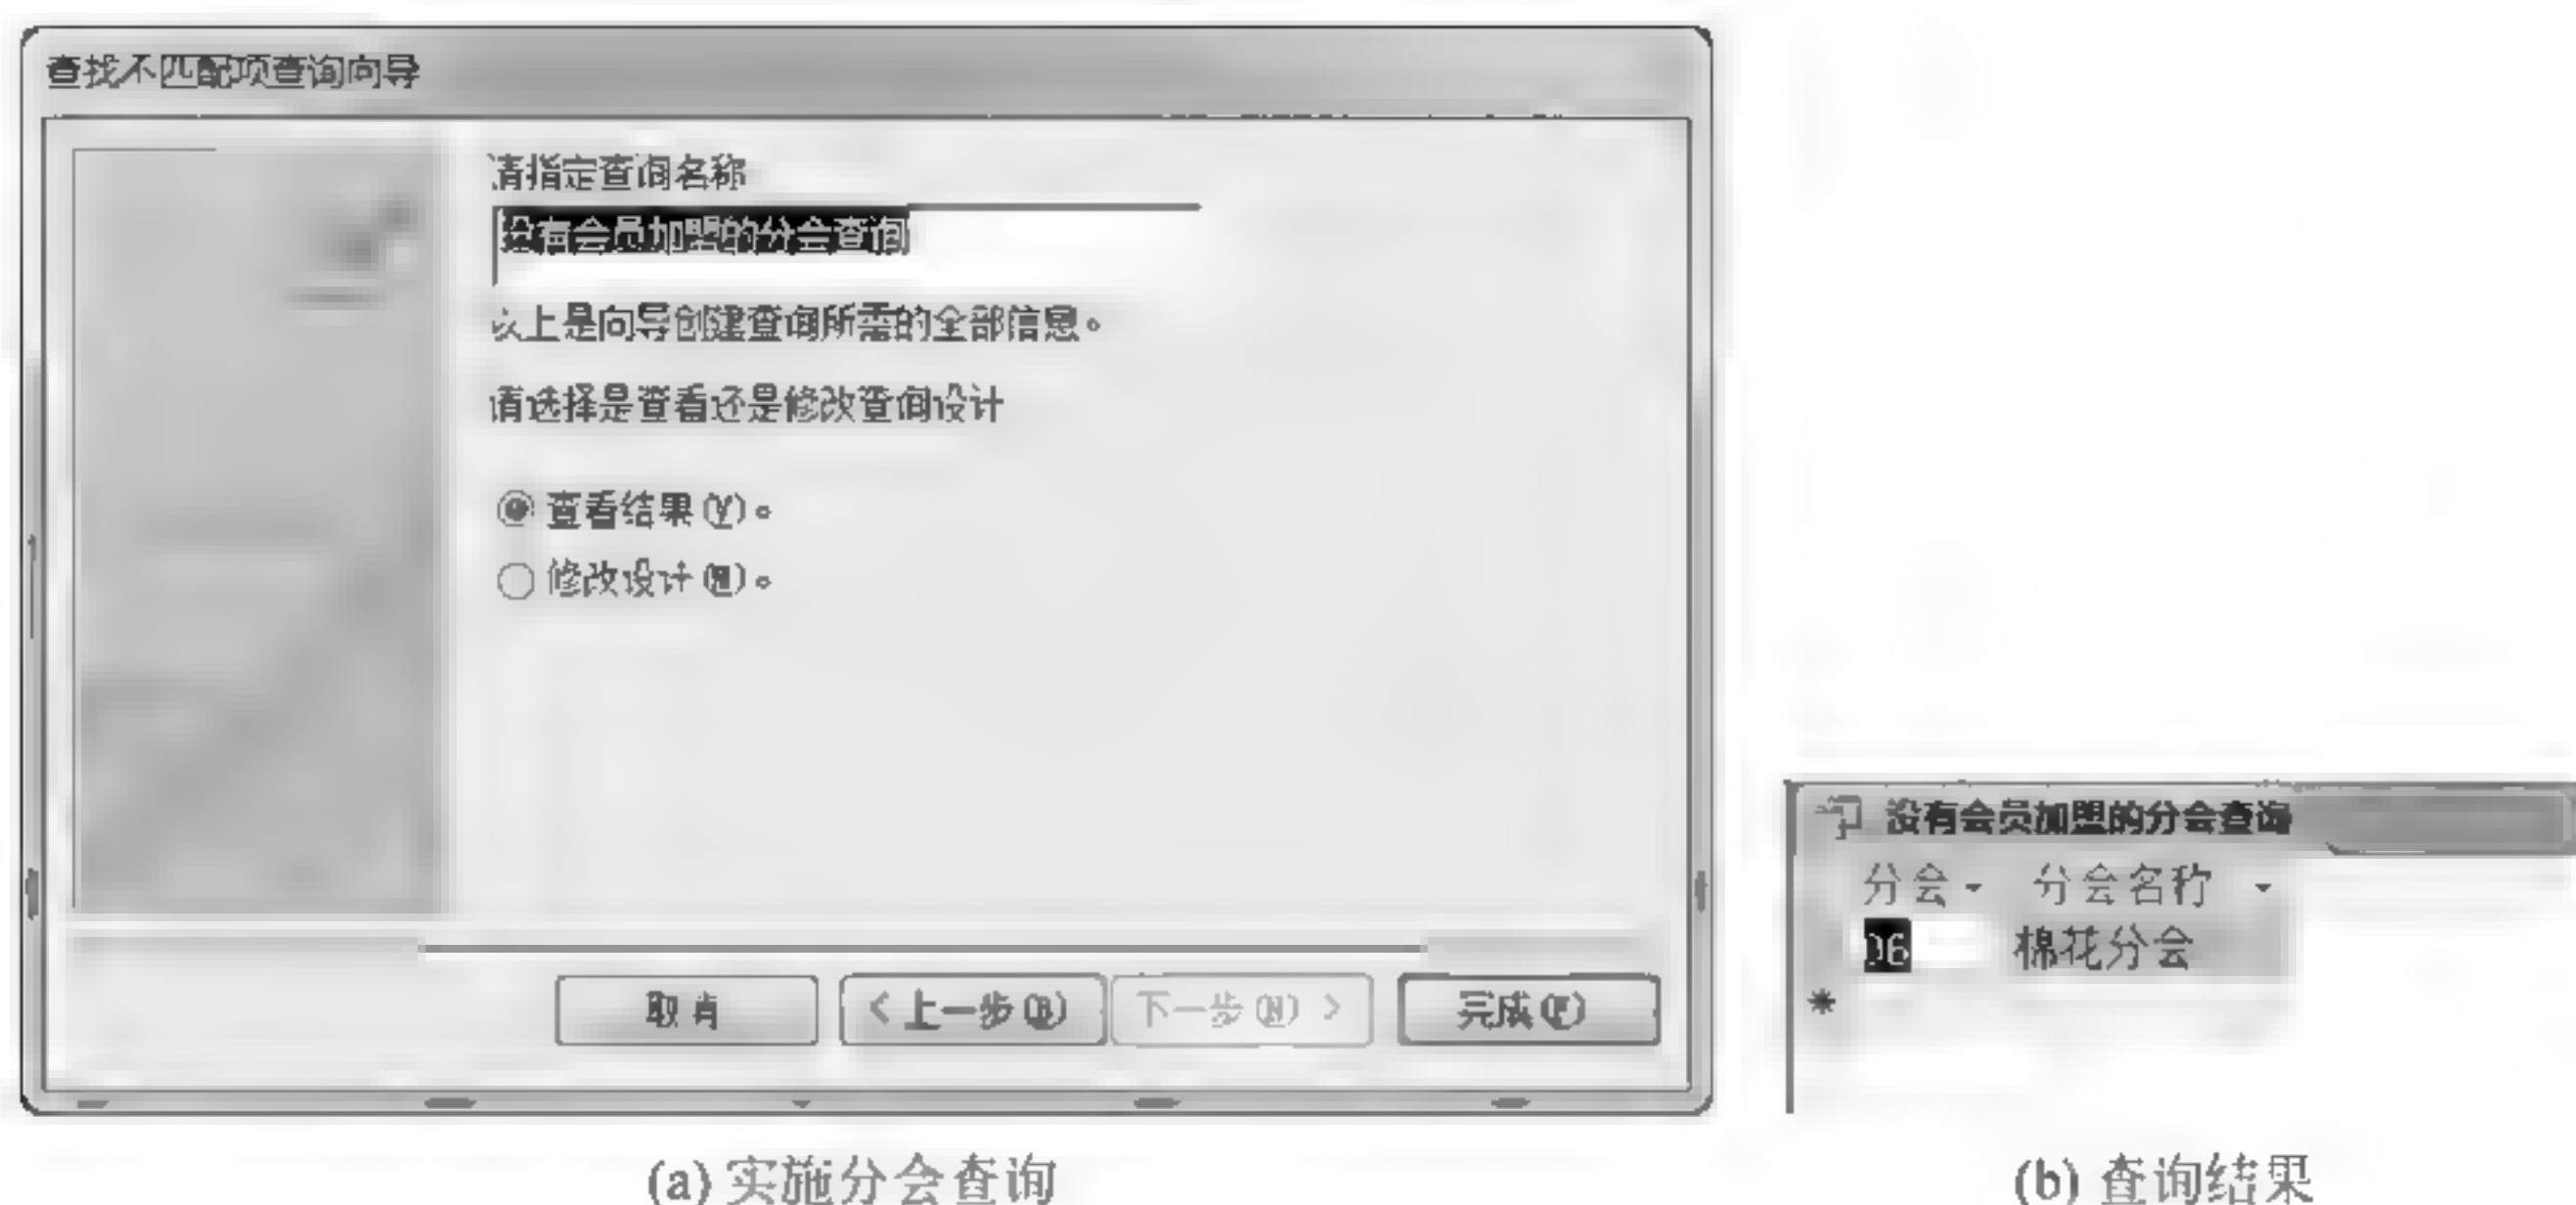 查找不匹配项查询向导
请指定查询名称
没有会员加盟的分会查询
以上是向导创建查询所需的全部信息。
请选择是查看还是修改查询设计
查看结果(V)。
修改设计(M)。
取消
<上一步(B)
下一步(N) >
完成(F)
没有会员加盟的分会查询
分会 分会名称
06 棉花分会
*
(a) 实施分会查询
(b) 查询结果